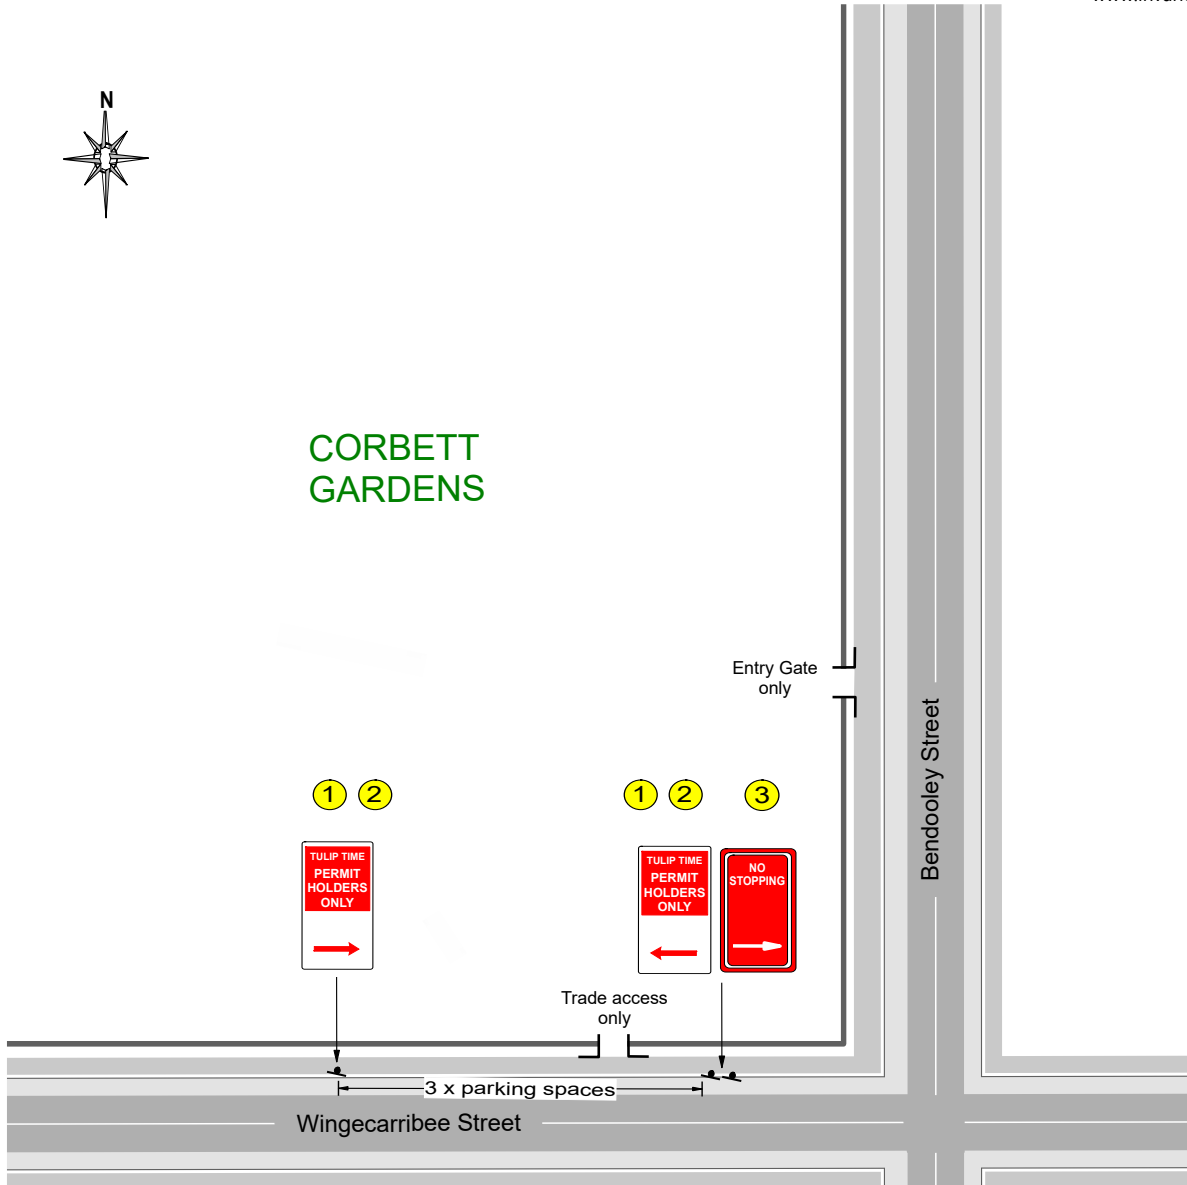 N
CORBETT
GARDENS
Entry Gate
only
Bendooley Street
1 2
1 2
3
TULIP TIME
PERMIT
HOLDERS
ONLY
TULIP TIME
PERMIT
HOLDERS
ONLY
NO
STOPPING
Trade access
only
3 x parking spaces
Wingecarribee Street